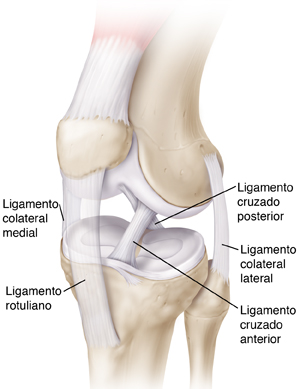 Ligamento
colateral
medial
Ligamento
rotuliano
Ligamento
cruzado
posterior
Ligamento
colateral
lateral
Ligamento
cruzado
anterior